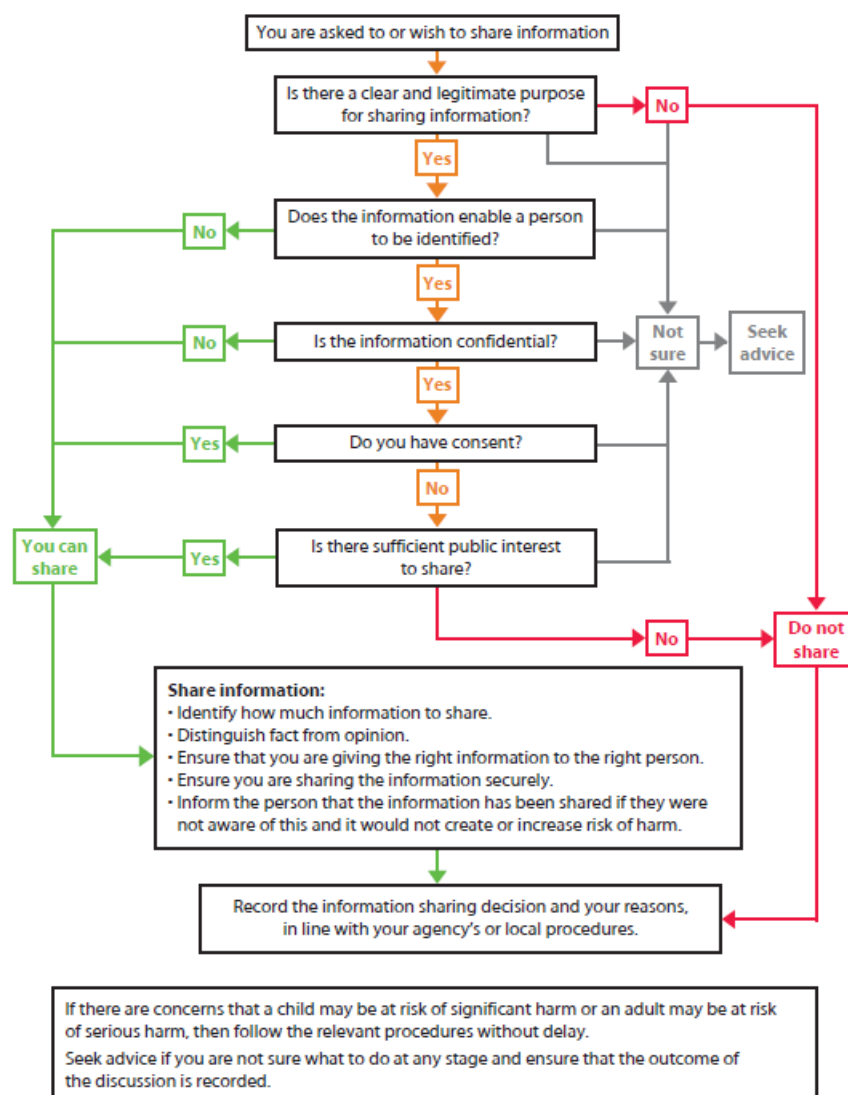 You are asked to or wish to share information
Is there a clear and legitimate purpose
for sharing information?
No
Yes
Does the information enable a person
to be identified?
No
Yes
Is the information confidential?
No
Not
sure
Seek
advice
Yes
Do you have consent?
Yes
No
Is there sufficient public interest
to share?
Yes
You can
share
No
Do not
share
Share information:
• Identify how much information to share.
• Distinguish fact from opinion.
• Ensure that you are giving the right information to the right person.
• Ensure you are sharing the information securely.
• Inform the person that the information has been shared if they were
not aware of this and it would not create or increase risk of harm.
Record the information sharing decision and your reasons,
in line with your agency's or local procedures.
If there are concerns that a child may be at risk of significant harm or an adult may be at risk
of serious harm, then follow the relevant procedures without delay.
Seek advice if you are not sure what to do at any stage and ensure that the outcome of
the discussion is recorded.